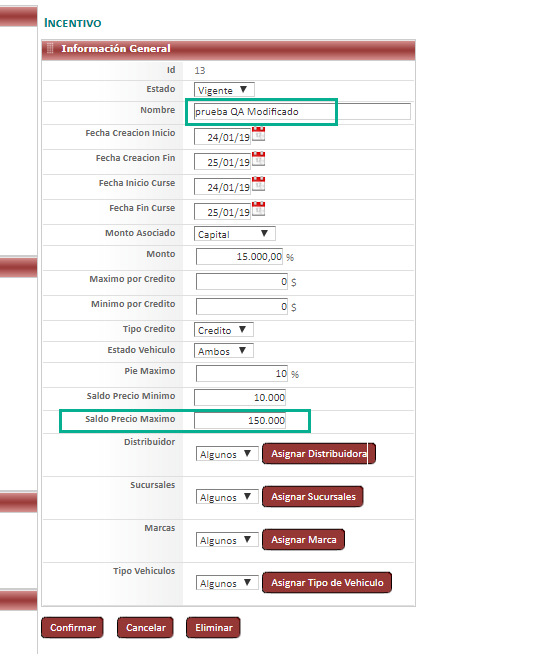 INCENTIVO
Información General
Id 13
Estado Vigente
Nombre prueba QA Modificado
Fecha Creacion Inicio 24/01/19
Fecha Creacion Fin 25/01/19
Fecha Inicio Curse 24/01/19
Fecha Fin Curse 25/01/19
Monto Asociado Capital
Monto 15.000,00 %
Maximo por Credito 0 $
Minimo por Credito 0 $
Tipo Credito Credito
Estado Vehiculo Ambos
Pie Maximo 10 %
Saldo Precio Minimo 10.000
Saldo Precio Maximo 150.000
Distribuidor Algunos Asignar Distribuidora
Sucursales Algunos Asignar Sucursales
Marcas Algunos Asignar Marca
Tipo Vehiculos Algunos Asignar Tipo de Vehiculo
Confirmar Cancelar Eliminar